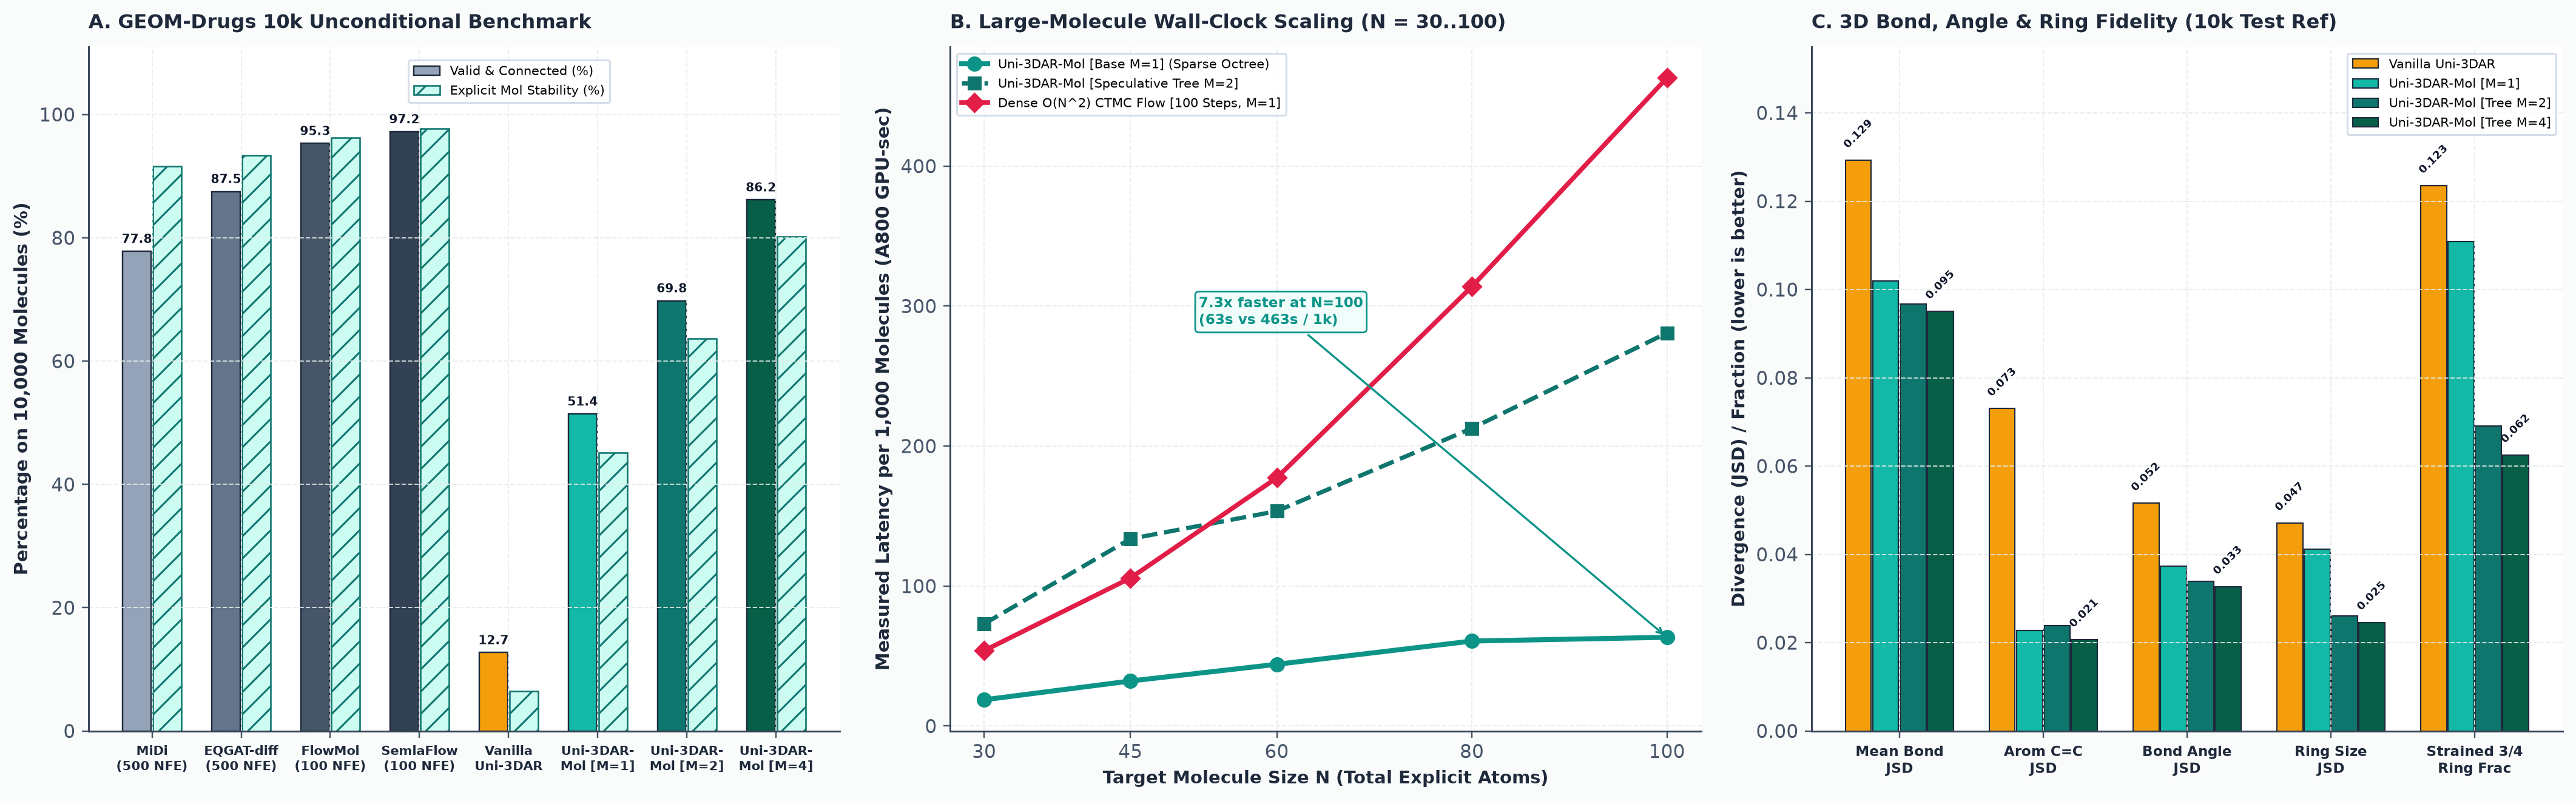 A. GEOM-Drugs 10k Unconditional Benchmark
Percentage on 10,000 Molecules (%)
100
80
60
40
20
0
Valid & Connected (%)
Explicit Mol Stability (%)
77.8
87.5
95.3
97.2
12.7
51.4
69.8
86.2
MiDi
(500 NFE)
EQGAT-diff
(500 NFE)
FlowMol
(100 NFE)
SemlaFlow
(100 NFE)
Vanilla
Uni-3DAR
Uni-3DAR-
Mol [M=1]
Uni-3DAR-
Mol [M=2]
Uni-3DAR-
Mol [M=4]
B. Large-Molecule Wall-Clock Scaling (N = 30..100)
Measured Latency per 1,000 Molecules (A800 GPU-sec)
400
300
200
100
0
Uni-3DAR-Mol [Base M=1] (Sparse Octree)
Uni-3DAR-Mol [Speculative Tree M=2]
Dense O(N^2) CTMC Flow [100 Steps, M=1]
7.3x faster at N=100
(63s vs 463s / 1k)
30
45
60
80
100
Target Molecule Size N (Total Explicit Atoms)
C. 3D Bond, Angle & Ring Fidelity (10k Test Ref)
Divergence (JSD) / Fraction (lower is better)
0.14
0.12
0.10
0.08
0.06
0.04
0.02
0.00
Vanilla Uni-3DAR
Uni-3DAR-Mol [M=1]
Uni-3DAR-Mol [Tree M=2]
Uni-3DAR-Mol [Tree M=4]
0.129
0.095
0.073
0.021
0.052
0.033
0.047
0.025
0.123
0.062
Mean Bond
JSD
Arom C=C
JSD
Bond Angle
JSD
Ring Size
JSD
Strained 3/4
Ring Frac